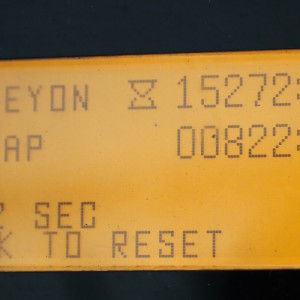 EYON 15272:
AP 00822:
SEC
K TO RESET